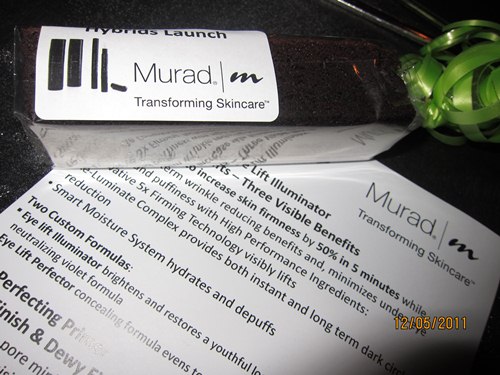 Hybrids Launch
Murad. m
Transforming Skincare™
Murad. m
Transforming Skincare™
Lift Illuminator
Three Visible Benefits
to increase skin firmness by 50% in 5 minutes while
term wrinkle reducing benefits and, minimizes under-eye
and puffiness with High Performance Ingredients:
5x Firming Technology visibly lifts
-Luminate Complex provides both instant and long term dark
reduction
• Smart Moisture System hydrates and depuffs
Two Custom Formulas:
• Eye lift illuminator brightens and restores a youthful
neutralizing violet formula
Eye Lift Perfector concealing formula evens
Perfecting
Finish & Dewy
pore
12/05/2011